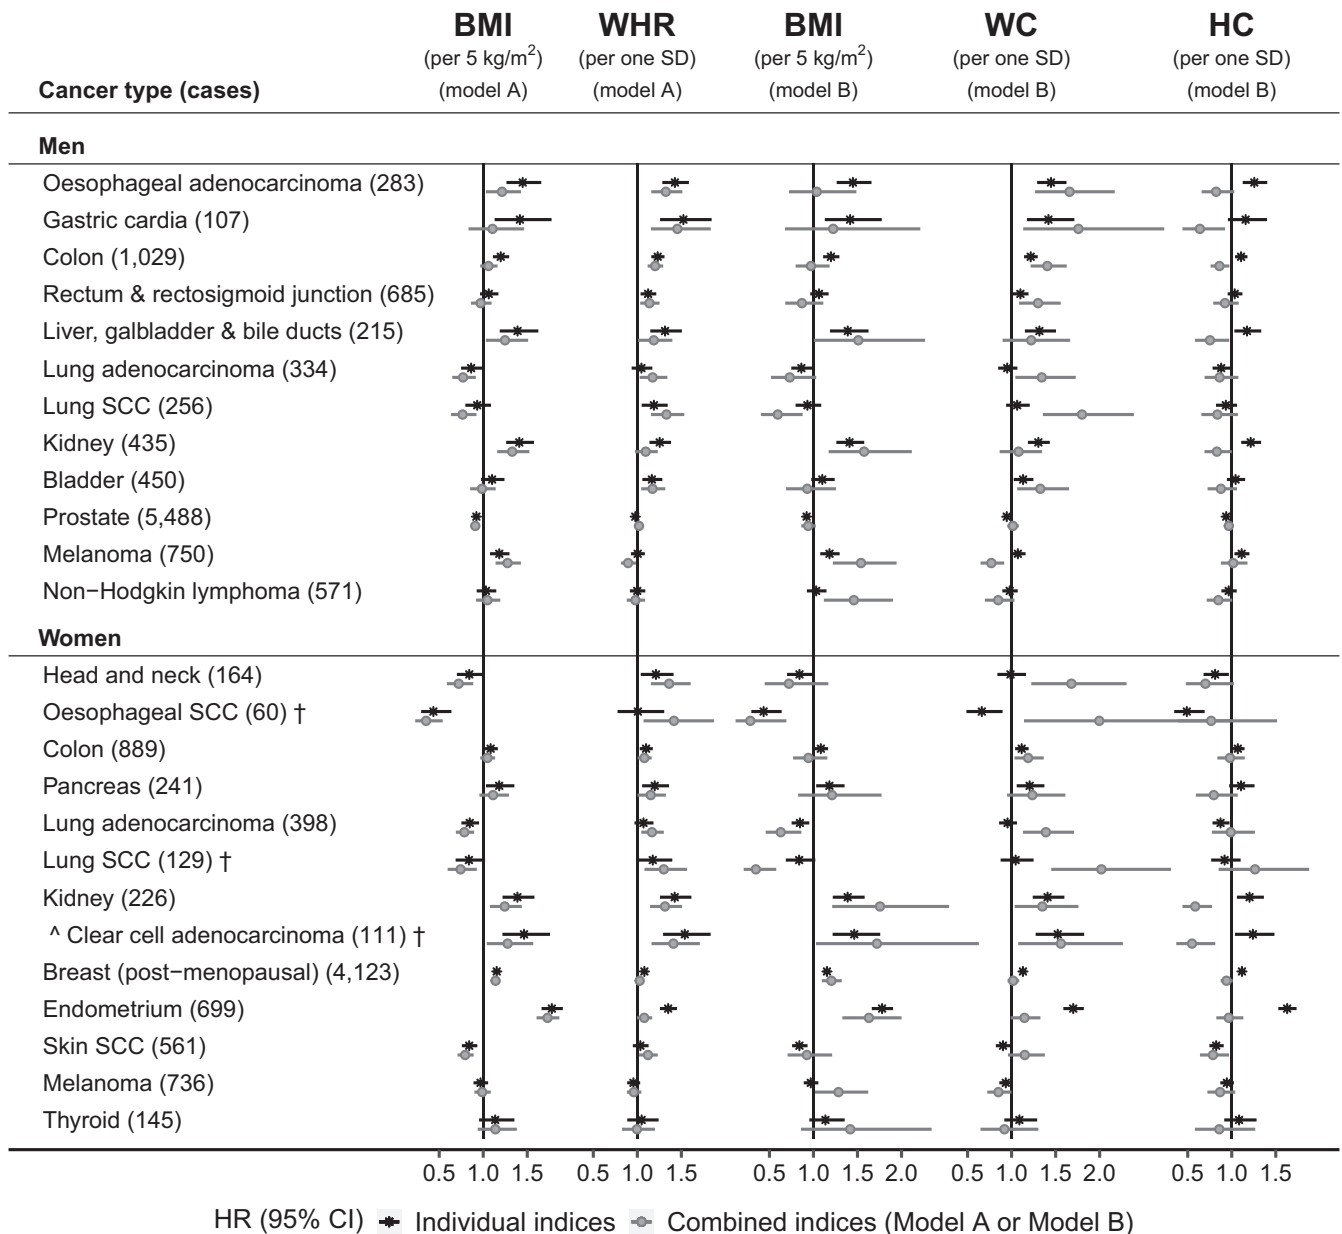 BMI WHR BMI WC HC
(per 5 kg/m²) (per one SD) (per 5 kg/m²) (per one SD) (per one SD)
Cancer type (cases) (model A) (model A) (model B) (model B) (model B)
Men
Oesophageal adenocarcinoma (283)
Gastric cardia (107)
Colon (1,029)
Rectum & rectosigmoid junction (685)
Liver, galbladder & bile ducts (215)
Lung adenocarcinoma (334)
Lung SCC (256)
Kidney (435)
Bladder (450)
Prostate (5,488)
Melanoma (750)
Non−Hodgkin lymphoma (571)
Women
Head and neck (164)
Oesophageal SCC (60) †
Colon (889)
Pancreas (241)
Lung adenocarcinoma (398)
Lung SCC (129) †
Kidney (226)
^ Clear cell adenocarcinoma (111) †
Breast (post−menopausal) (4,123)
Endometrium (699)
Skin SCC (561)
Melanoma (736)
Thyroid (145)
0.5 1.0 1.5 0.5 1.0 1.5 0.5 1.0 1.5 2.0 0.5 1.0 1.5 2.0 0.5 1.0 1.5
HR (95% CI) Individual indices Combined indices (Model A or Model B)